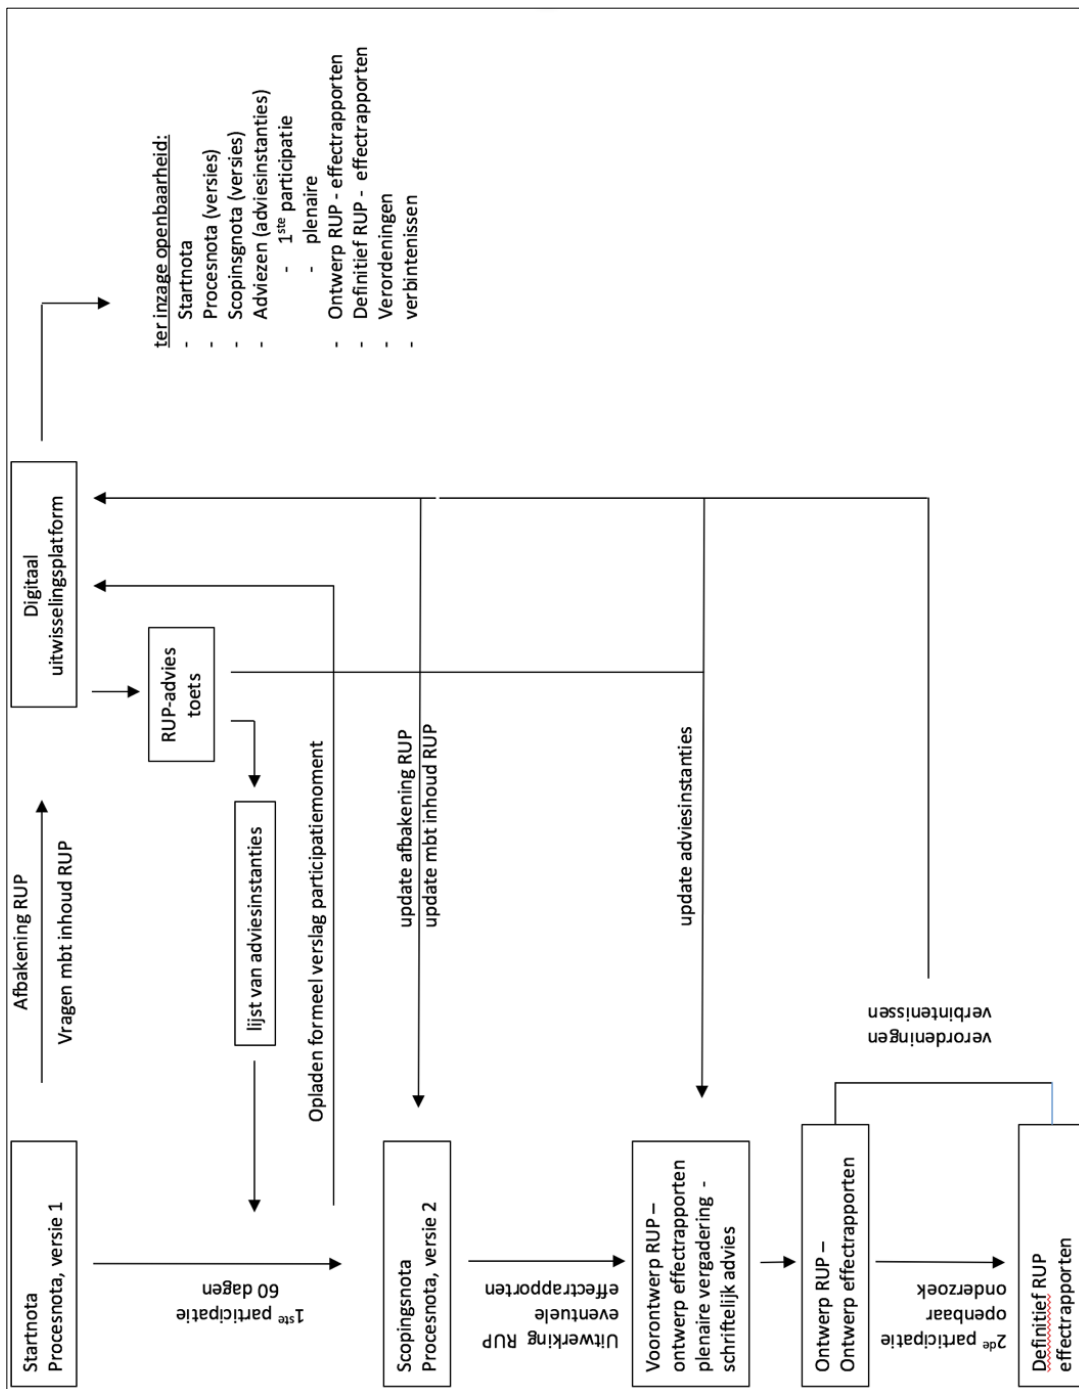 Startnota
Procesnota, versie 1
Afbakening RUP
Vragen mbt inhoud RUP
Digitaal
uitwisselingsplatform
ter inzage openbaarheid:
- Startnota
- Procesnota (versies)
- Scopinsgnota (versies)
- Adviezen (adviesinstanties)
- 1ste participatie
- plenaire
- Ontwerp RUP - effectrapporten
- Definitief RUP - effectrapporten
- Verordeningen
- verbintenissen
RUP-advies
toets
lijst van adviesinstanties
1ste participatie
60 dagen
Opladen formeel verslag participatiemoment
Scopingsnota
Procesnota, versie 2
update afbakening RUP
update mbt inhoud RUP
Uitwerking RUP
eventuele
effectrapporten
Voorontwerp RUP –
ontwerp effectrapporten
plenaire vergadering -
schriftelijk advies
update adviesinstanties
Ontwerp RUP –
Ontwerp effectrapporten
2de participatie
openbaar
onderzoek
verordeningen
verbintenissen
Definitief RUP
effectrapporten